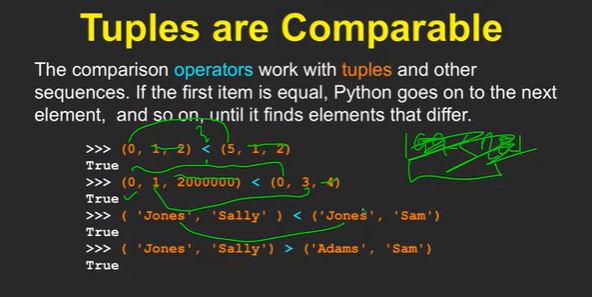 Tuples are Comparable
The comparison operators work with tuples and other
sequences. If the first item is equal, Python goes on to the next
element, and so on, until it finds elements that differ.
>>> (0, 1, 2) < (5, 1, 2)
True
>>> (0, 1, 2000000) < (0, 3, 4)
True
>>> ( 'Jones', 'Sally' ) < ('Jones', 'Sam')
True
>>> ( 'Jones', 'Sally') > ('Adams', 'Sam')
True